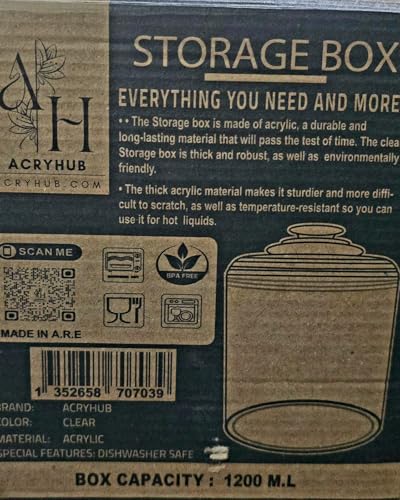 STORAGE BOX
EVERYTHING YOU NEED AND MORE
• • The Storage box is made of acrylic, a durable and
long-lasting material that will pass the test of time. The clea
Storage box is thick and robust, as well as environmentally
friendly.
• The thick acrylic material makes it sturdier and more diffi-
cult to scratch, as well as temperature-resistant so you can
use it for hot liquids.
AH
ACRYHUB
CRYHUB.COM
SCAN ME
BPA FREE
MADE IN A.R.E
1 352658 707039
BRAND: ACRYHUB
COLOR: CLEAR
MATERIAL: ACRYLIC
SPECIAL FEATURES: DISHWASHER SAFE
BOX CAPACITY : 1200 M.L